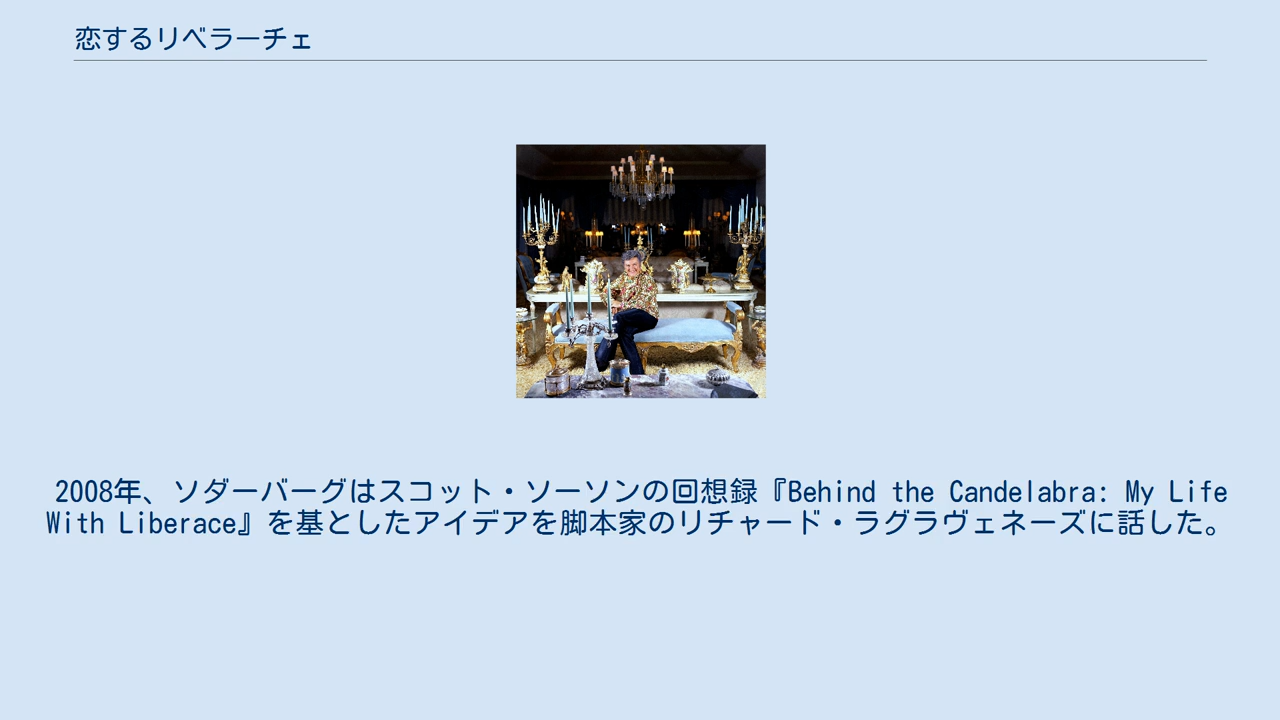 恋するリベラーチェ
2008年、ソダーバーグはスコット・ソーソンの回想録『Behind the Candelabra: My Life
With Liberace』を基としたアイデアを脚本家のリチャード・ラグラヴェネーズに話した。